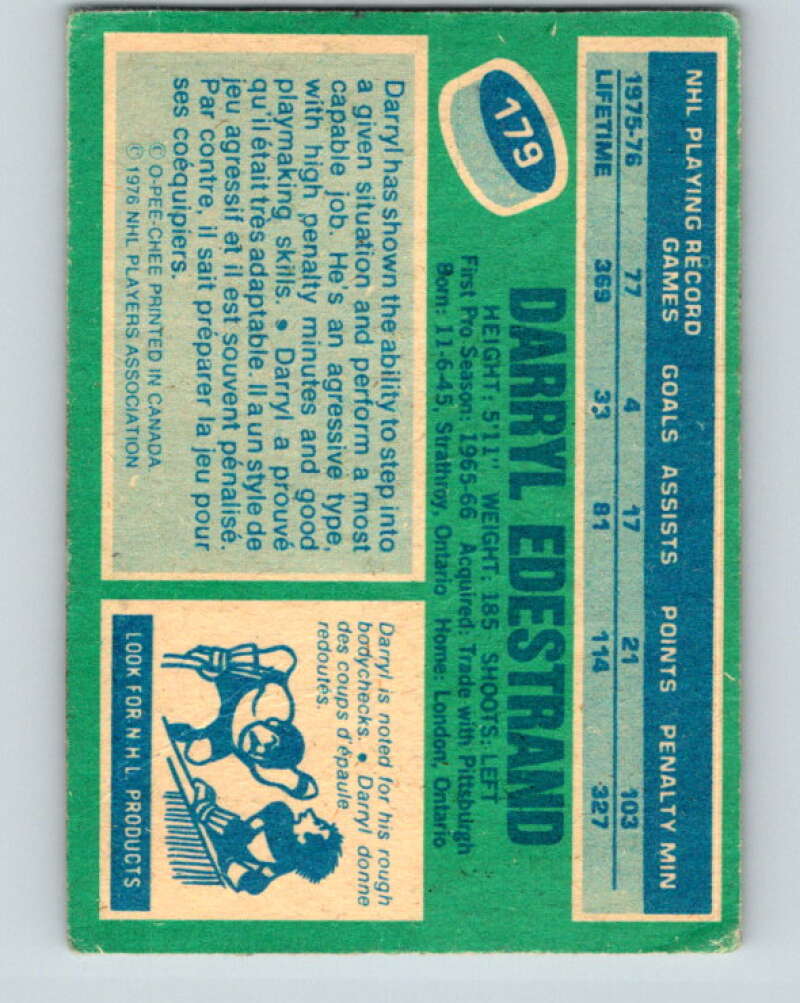 NHL PLAYING RECORD
GAMES GOALS ASSISTS POINTS PENALTY MIN
1975-76 77 4 17 21 103
LIFETIME 369 33 81 114 327
179
DARRYL EDESTRAND
HEIGHT: 5'11" WEIGHT: 185 SHOOTS: LEFT
First Pro Season: 1965-66 Acquired: Trade with Pittsburgh
Born: 11-6-45, Strathroy, Ontario Home: London, Ontario
Darryl has shown the ability to step into
a given situation and perform a most
capable job. He's an agressive type,
with high penalty minutes and good
playmaking skills. • Darryl a prouvé
qu'il était très adaptable. Il a un style de
jeu agressif et il est souvent pénalisé.
Par contre, il sait préparer la jeu pour
ses coéquipiers.
© O-PEE-CHEE PRINTED IN CANADA
© 1976 NHL PLAYERS ASSOCIATION
Darryl is noted for his rough
bodychecks. • Darryl donne
des coups d'épaule
redoutés.
LOOK FOR N.H.L. PRODUCTS